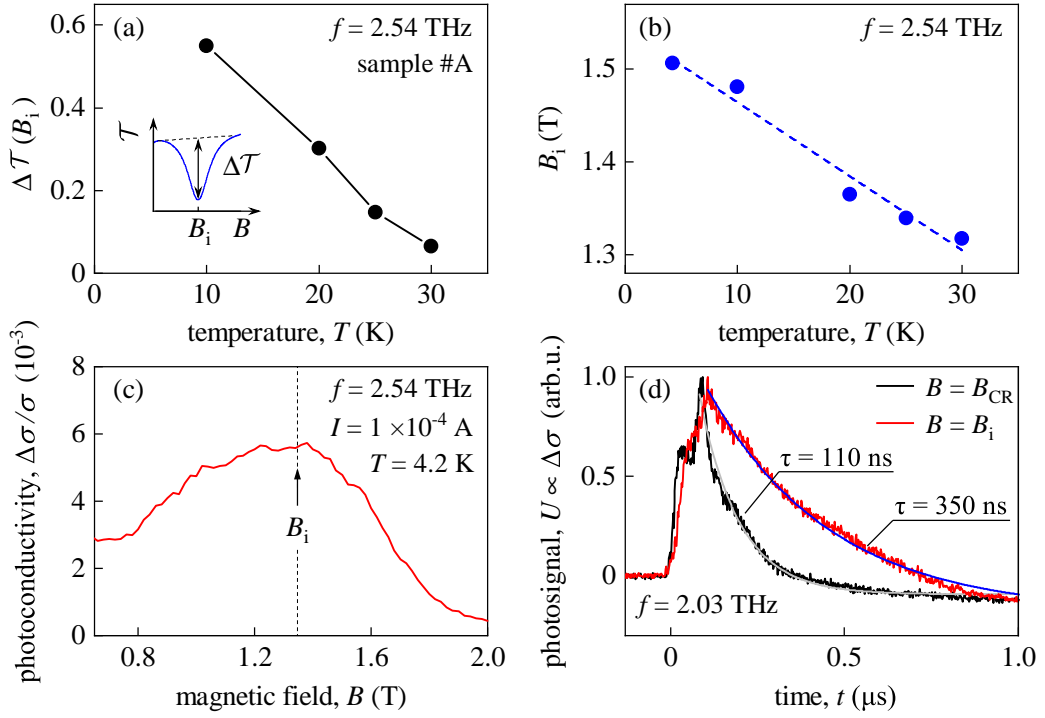 (a)
f = 2.54 THz
sample #A
0.6
0.4
0.2
0
Δ𝒯 (Bᵢ)
𝒯
Δ𝒯
Bᵢ
B
0
10
20
30
temperature, T (K)
(b)
f = 2.54 THz
1.5
1.4
1.3
Bᵢ (T)
0
10
20
30
temperature, T (K)
(c)
f = 2.54 THz
I = 1 ×10⁻⁴ A
T = 4.2 K
8
6
4
2
0
photoconductivity, Δσ/σ (10⁻³)
Bᵢ
0.8
1.2
1.6
2.0
magnetic field, B (T)
(d)
B = B_CR
B = Bᵢ
1.0
0.5
0
photosignal, U ∝ Δσ (arb.u.)
τ = 110 ns
τ = 350 ns
f = 2.03 THz
0
0.5
1.0
time, t (μs)